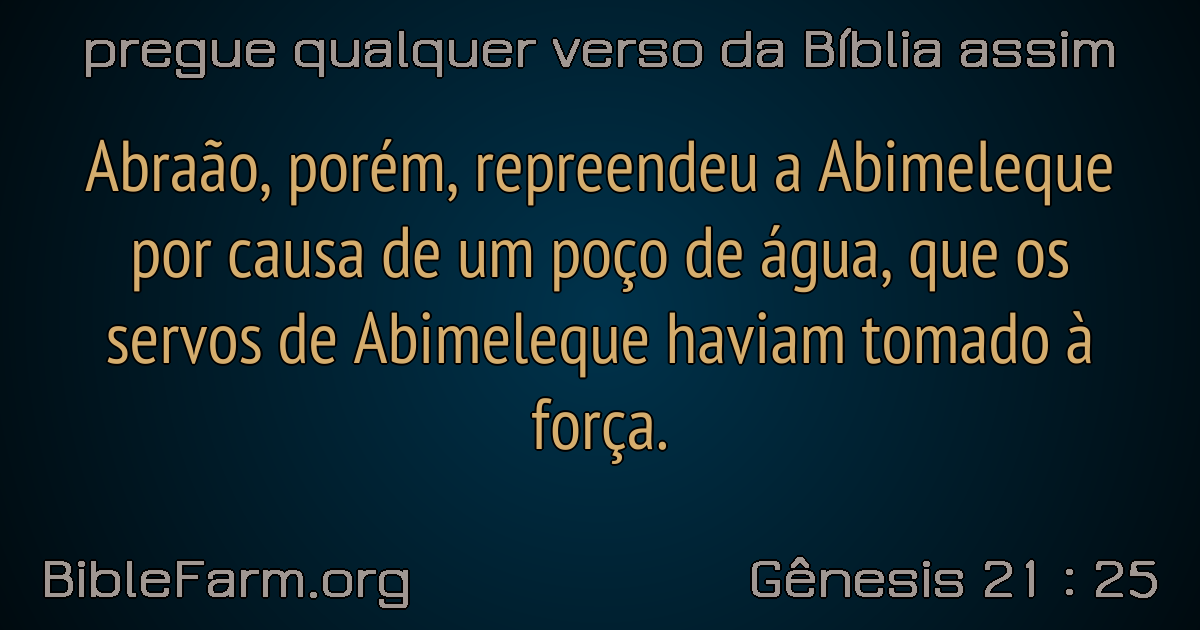 pregue qualquer verso da Bíblia assim
Abraão, porém, repreendeu a Abimeleque
por causa de um poço de água, que os
servos de Abimeleque haviam tomado à
força.
BibleFarm.org
Gênesis 21 : 25